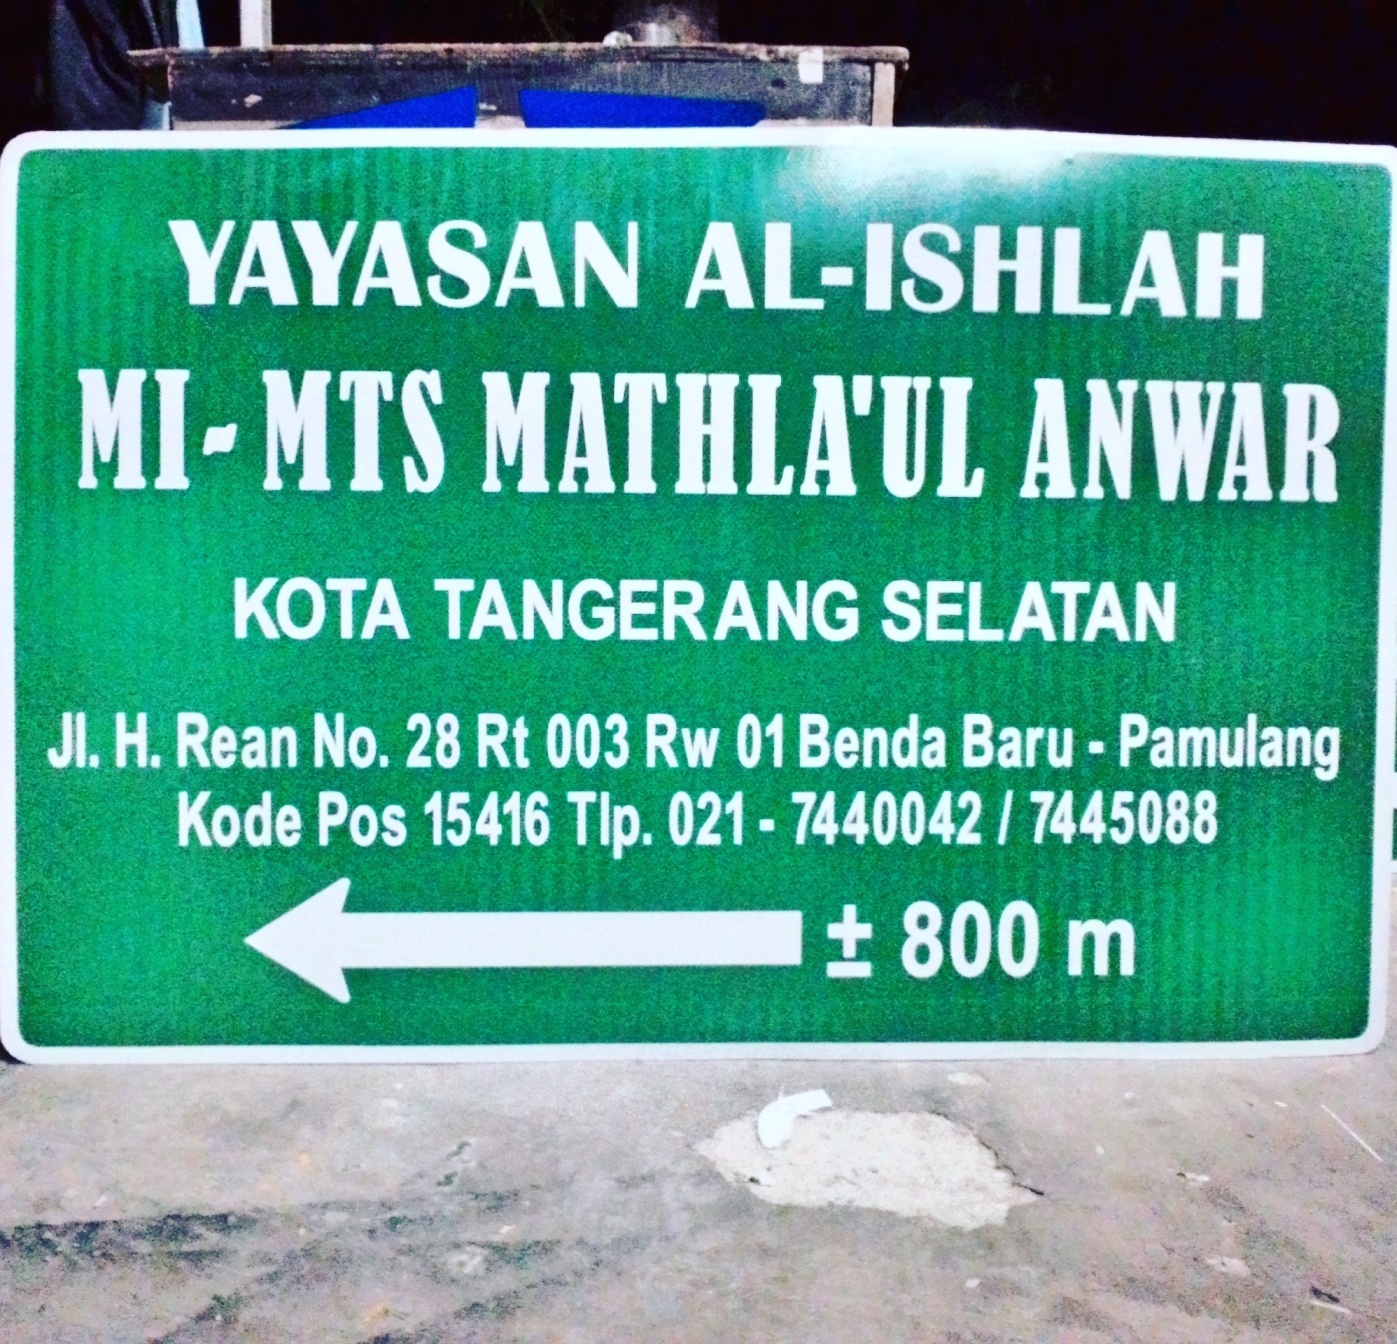 YAYASAN AL-ISHLAH
MI- MTS MATHLA'UL ANWAR
KOTA TANGERANG SELATAN
Jl. H. Rean No. 28 Rt 003 Rw 01 Benda Baru - Pamulang
Kode Pos 15416 Tlp. 021 - 7440042 / 7445088
± 800 m